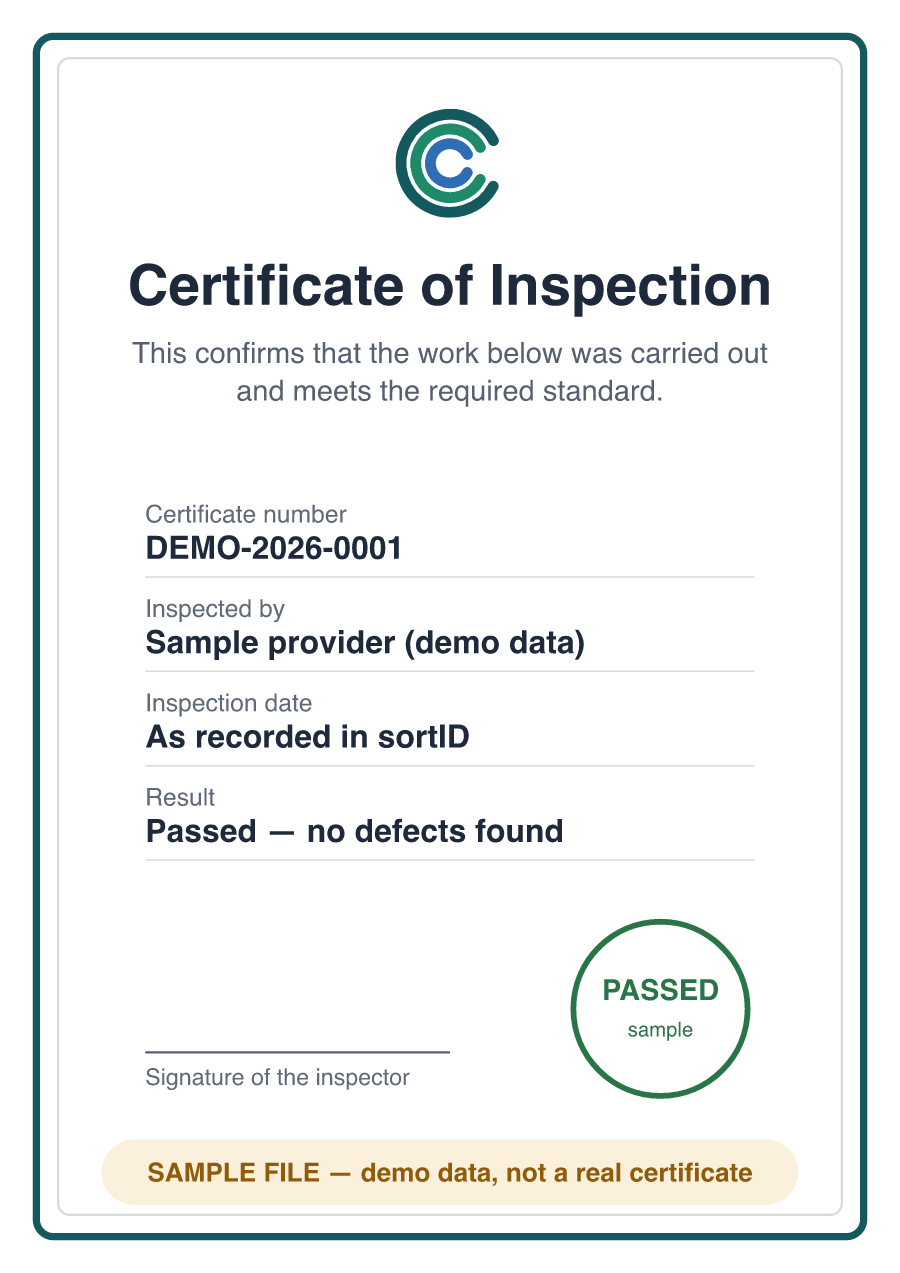 Certificate of Inspection
This confirms that the work below was carried out
and meets the required standard.
Certificate number
DEMO-2026-0001
Inspected by
Sample provider (demo data)
Inspection date
As recorded in sortID
Result
Passed — no defects found
PASSED
sample
Signature of the inspector
SAMPLE FILE — demo data, not a real certificate